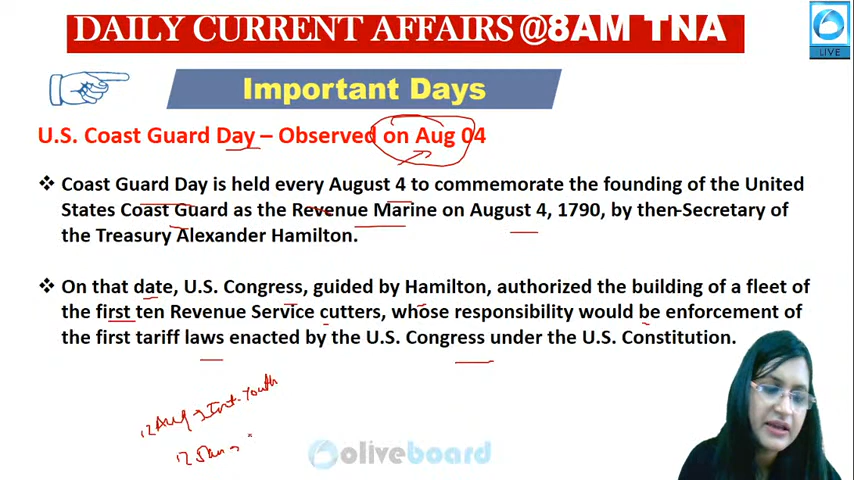 DAILY CURRENT AFFAIRS @8AM TNA
LIVE
Important Days
U.S. Coast Guard Day – Observed on Aug 04
❖ Coast Guard Day is held every August 4 to commemorate the founding of the United
States Coast Guard as the Revenue Marine on August 4, 1790, by then-Secretary of
the Treasury Alexander Hamilton.
❖ On that date, U.S. Congress, guided by Hamilton, authorized the building of a fleet of
the first ten Revenue Service cutters, whose responsibility would be enforcement of
the first tariff laws enacted by the U.S. Congress under the U.S. Constitution.
12 Aug → Int. Youth
12 Jan →
oliveboard